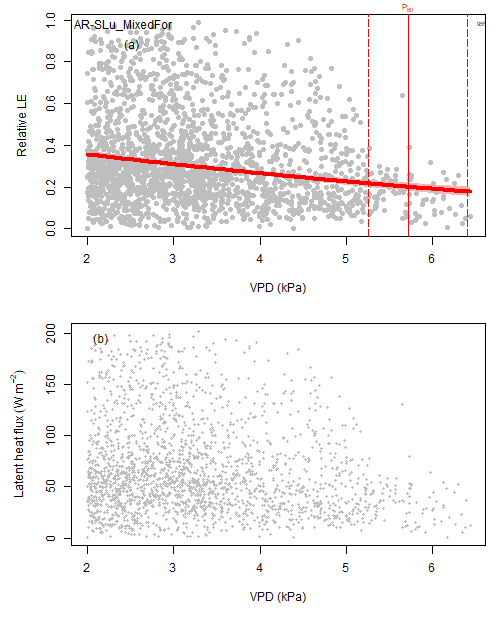 P80
AR-SLu_MixedFor
(a)
0.0 0.2 0.4 0.6 0.8 1.0
Relative LE
2 3 4 5 6
VPD (kPa)
(b)
0 50 100 150 200
Latent heat flux (W m−2)
2 3 4 5 6
VPD (kPa)